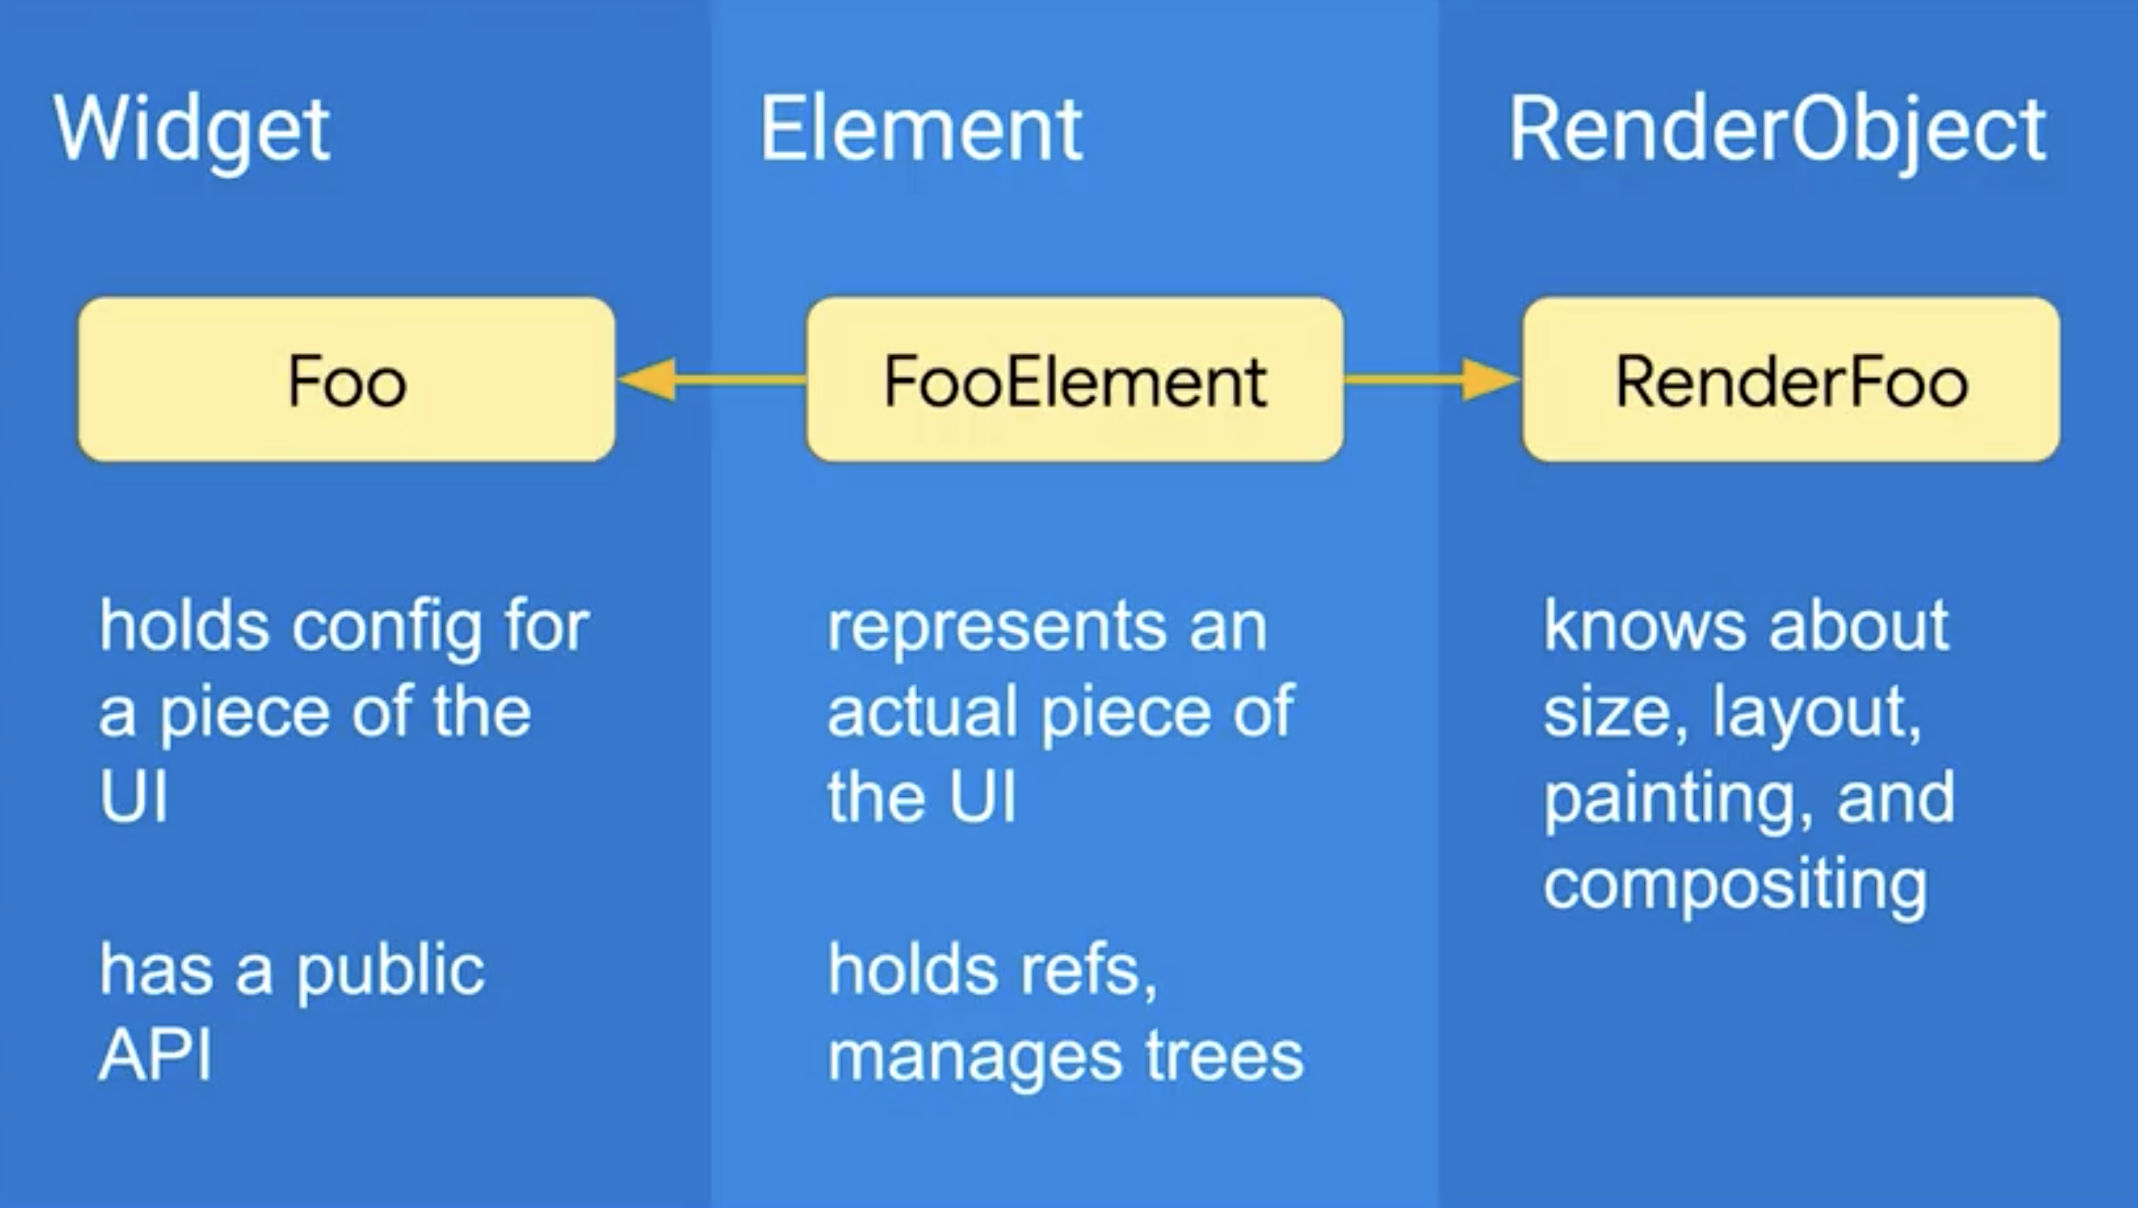 Widget
Element
RenderObject
Foo
FooElement
RenderFoo
holds config for
a piece of the
UI
has a public
API
represents an
actual piece of
the UI
holds refs,
manages trees
knows about
size, layout,
painting, and
compositing